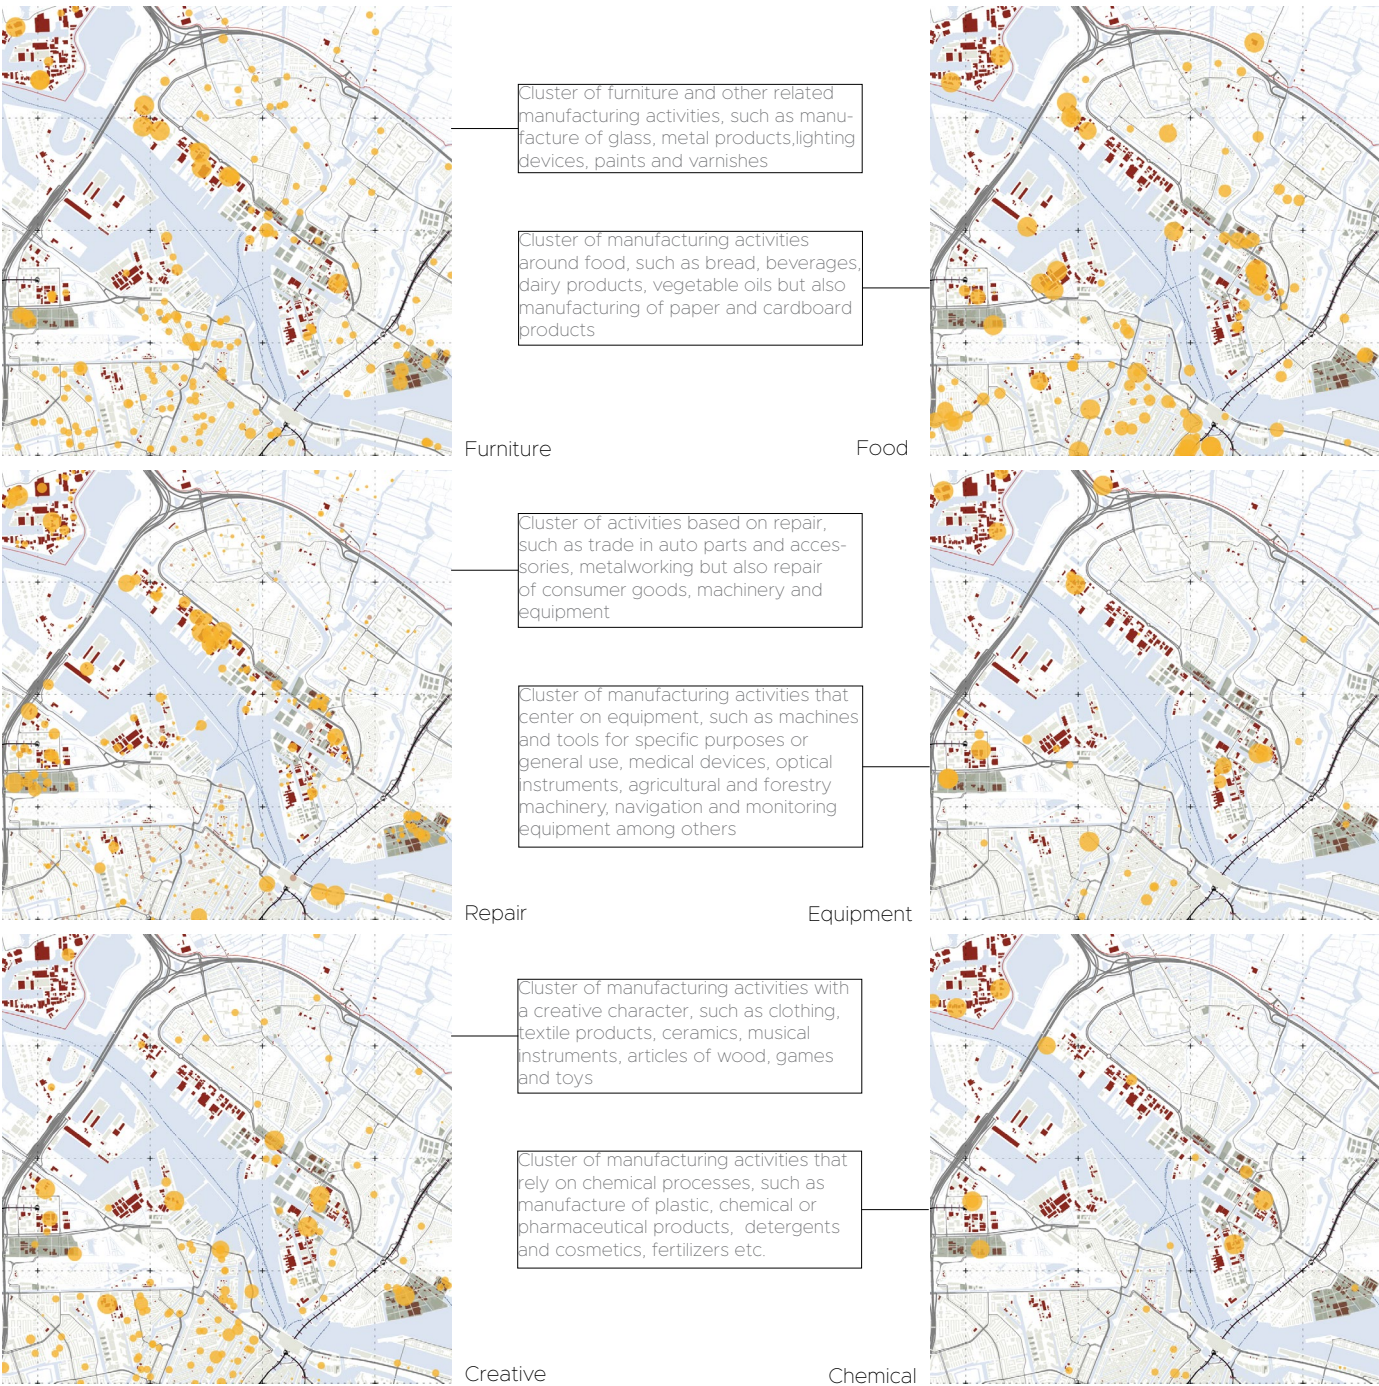 Cluster of furniture and other related
manufacturing activities, such as manu-
facture of glass, metal products,lighting
devices, paints and varnishes
Cluster of manufacturing activities
around food, such as bread, beverages,
dairy products, vegetable oils but also
manufacturing of paper and cardboard
products
Furniture
Food
Cluster of activities based on repair,
such as trade in auto parts and acces-
sories, metalworking but also repair
of consumer goods, machinery and
equipment
Cluster of manufacturing activities that
center on equipment, such as machines
and tools for specific purposes or
general use, medical devices, optical
instruments, agricultural and forestry
machinery, navigation and monitoring
equipment among others
Repair
Equipment
Cluster of manufacturing activities with
a creative character, such as clothing,
textile products, ceramics, musical
instruments, articles of wood, games
and toys
Cluster of manufacturing activities that
rely on chemical processes, such as
manufacture of plastic, chemical or
pharmaceutical products, detergents
and cosmetics, fertilizers etc.
Creative
Chemical